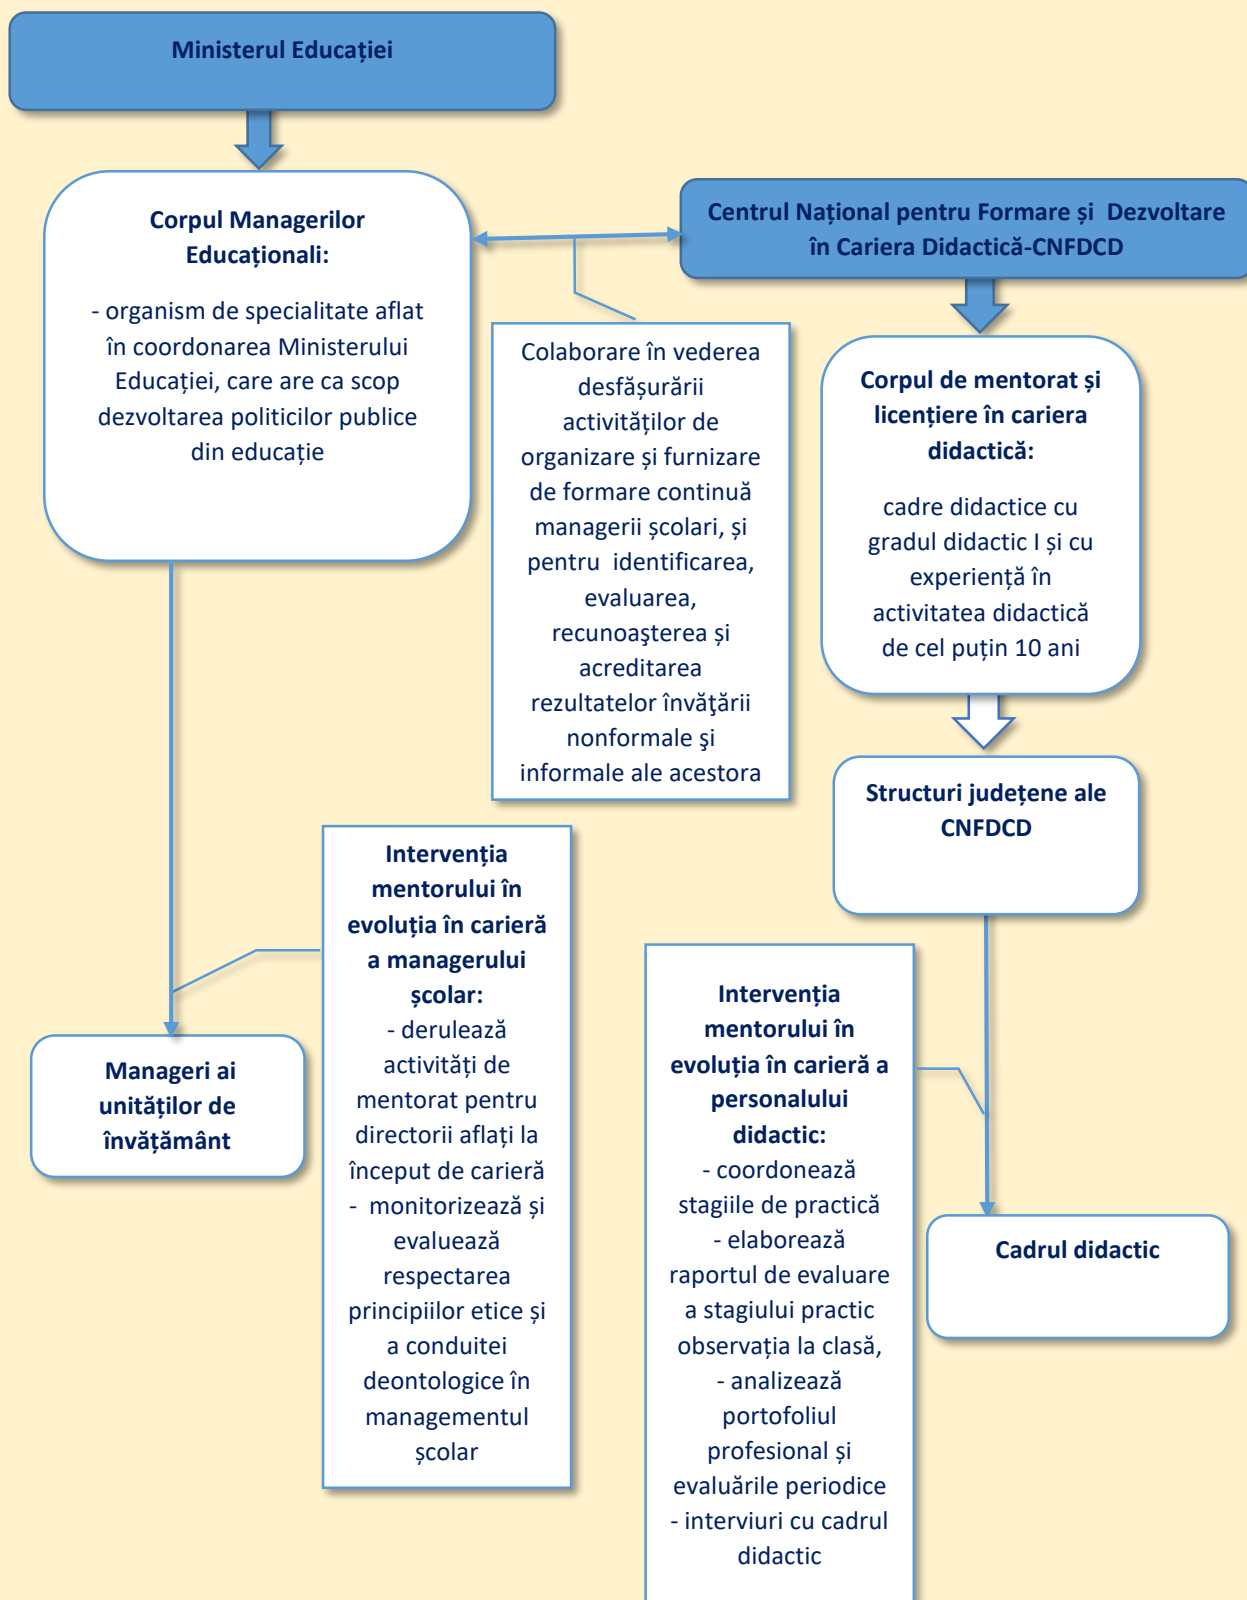 Ministerul Educației
Corpul Managerilor
Educaționali:
- organism de specialitate aflat
în coordonarea Ministerului
Educației, care are ca scop
dezvoltarea politicilor publice
din educație
Centrul Național pentru Formare și Dezvoltare
în Cariera Didactică-CNFDCD
Colaborare în vederea
desfășurării
activităților de
organizare și furnizare
de formare continuă
managerii școlari, și
pentru identificarea,
evaluarea,
recunoaşterea și
acreditarea
rezultatelor învăţării
nonformale şi
informale ale acestora
Corpul de mentorat și
licențiere în cariera
didactică:
cadre didactice cu
gradul didactic I și cu
experiență în
activitatea didactică
de cel puțin 10 ani
Structuri județene ale
CNFDCD
Intervenția
mentorului în
evoluția în carieră
a managerului
școlar:
- derulează
activități de
mentorat pentru
directorii aflați la
început de carieră
- monitorizează și
evaluează
respectarea
principiilor etice și
a conduitei
deontologice în
managementul
școlar
Manageri ai
unităților de
învățământ
Intervenția
mentorului în
evoluția în carieră a
personalului
didactic:
- coordonează
stagiile de practică
- elaborează
raportul de evaluare
a stagiului practic
observația la clasă,
- analizează
portofoliul
profesional și
evaluările periodice
- interviuri cu cadrul
didactic
Cadrul didactic